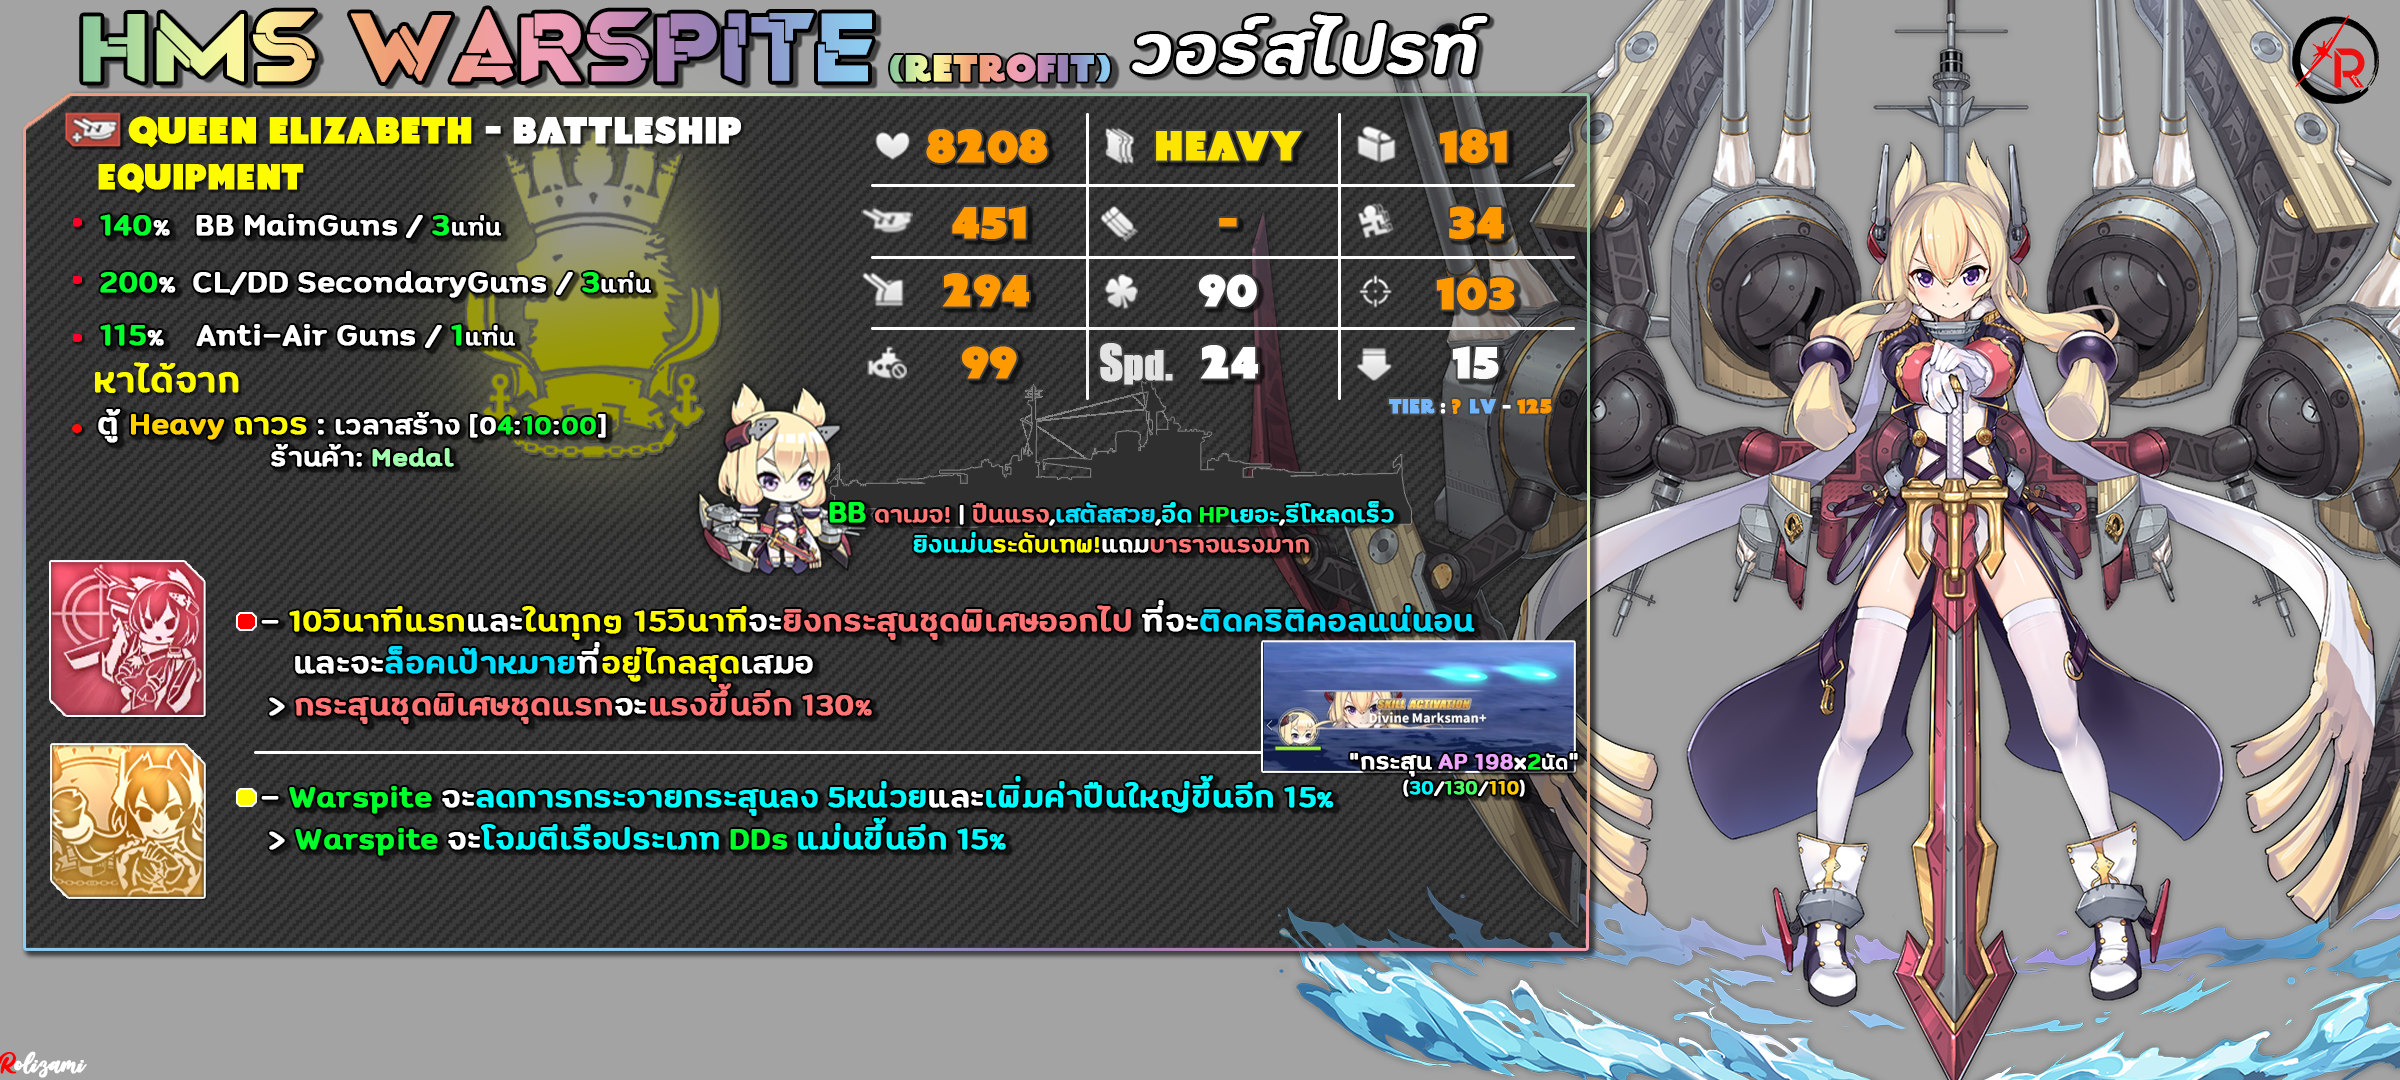 HMS WARSPITE (RETROFIT) วอร์สไปรท์
R
QUEEN ELIZABETH - BATTLESHIP
EQUIPMENT
140% BB MainGuns / 3แท่น
200% CL/DD SecondaryGuns / 3แท่น
115% Anti-Air Guns / 1แท่น
หาได้จาก
ตู้ Heavy ถาวร : เวลาสร้าง [04:10:00]
ร้านค้า: Medal
8208 HEAVY 181
451 - 34
294 90 103
99 Spd. 24 15
TIER : ? LV - 125
BB ดาเมจ! | ปืนแรง,เสตัสสวย,อึด HPเยอะ,รีโหลดเร็ว
ยิงแม่นระดับเทพ!แถมบาราจแรงมาก
- 10วินาทีแรกและในทุกๆ 15วินาทีจะยิงกระสุนชุดพิเศษออกไป ที่จะติดคริติคอลแน่นอน
และจะล็อคเป้าหมายที่อยู่ไกลสุดเสมอ
> กระสุนชุดพิเศษชุดแรกจะแรงขึ้นอีก 130%
SKILL ACTIVATION
Divine Marksman+
"กระสุน AP 198x2นัด"
(30/130/110)
- Warspite จะลดการกระจายกระสุนลง 5หน่วยและเพิ่มค่าปืนใหญ่ขึ้นอีก 15%
> Warspite จะโจมตีเรือประเภท DDs แม่นขึ้นอีก 15%
Rolizami